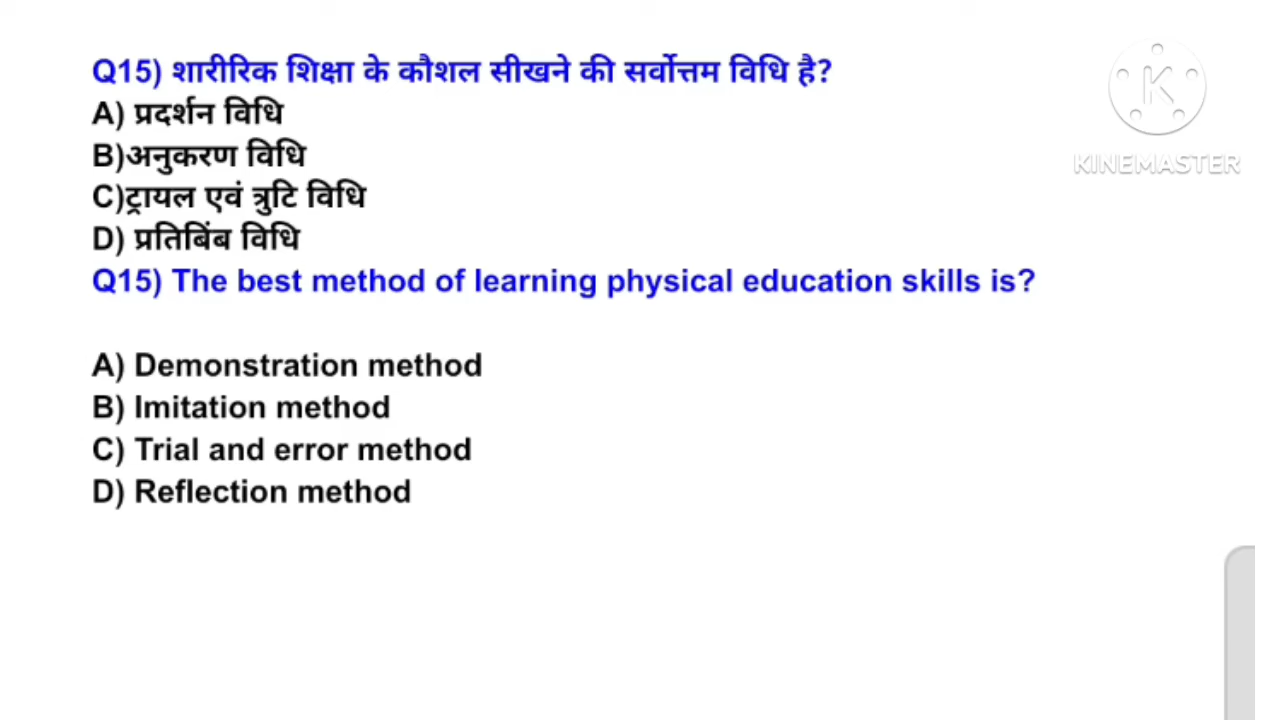 Q15) शारीरिक शिक्षा के कौशल सीखने की सर्वोत्तम विधि है?
A) प्रदर्शन विधि
B)अनुकरण विधि
C)ट्रायल एवं त्रुटि विधि
D) प्रतिबिंब विधि
Q15) The best method of learning physical education skills is?
A) Demonstration method
B) Imitation method
C) Trial and error method
D) Reflection method
K
KINEMASTER